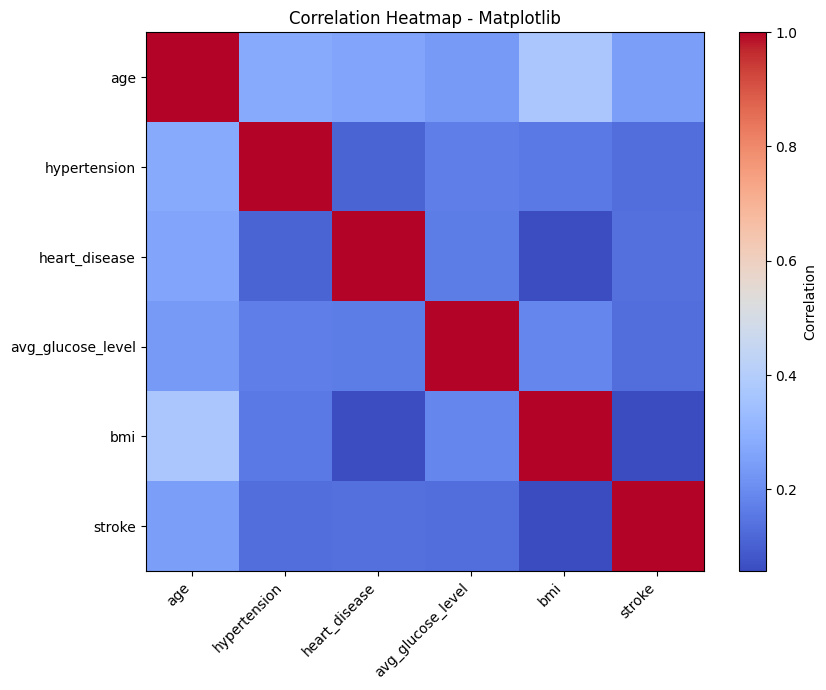 Correlation Heatmap - Matplotlib
age
hypertension
heart_disease
avg_glucose_level
bmi
stroke
age
hypertension
heart_disease
avg_glucose_level
bmi
stroke
1.0
0.8
0.6
0.4
0.2
Correlation